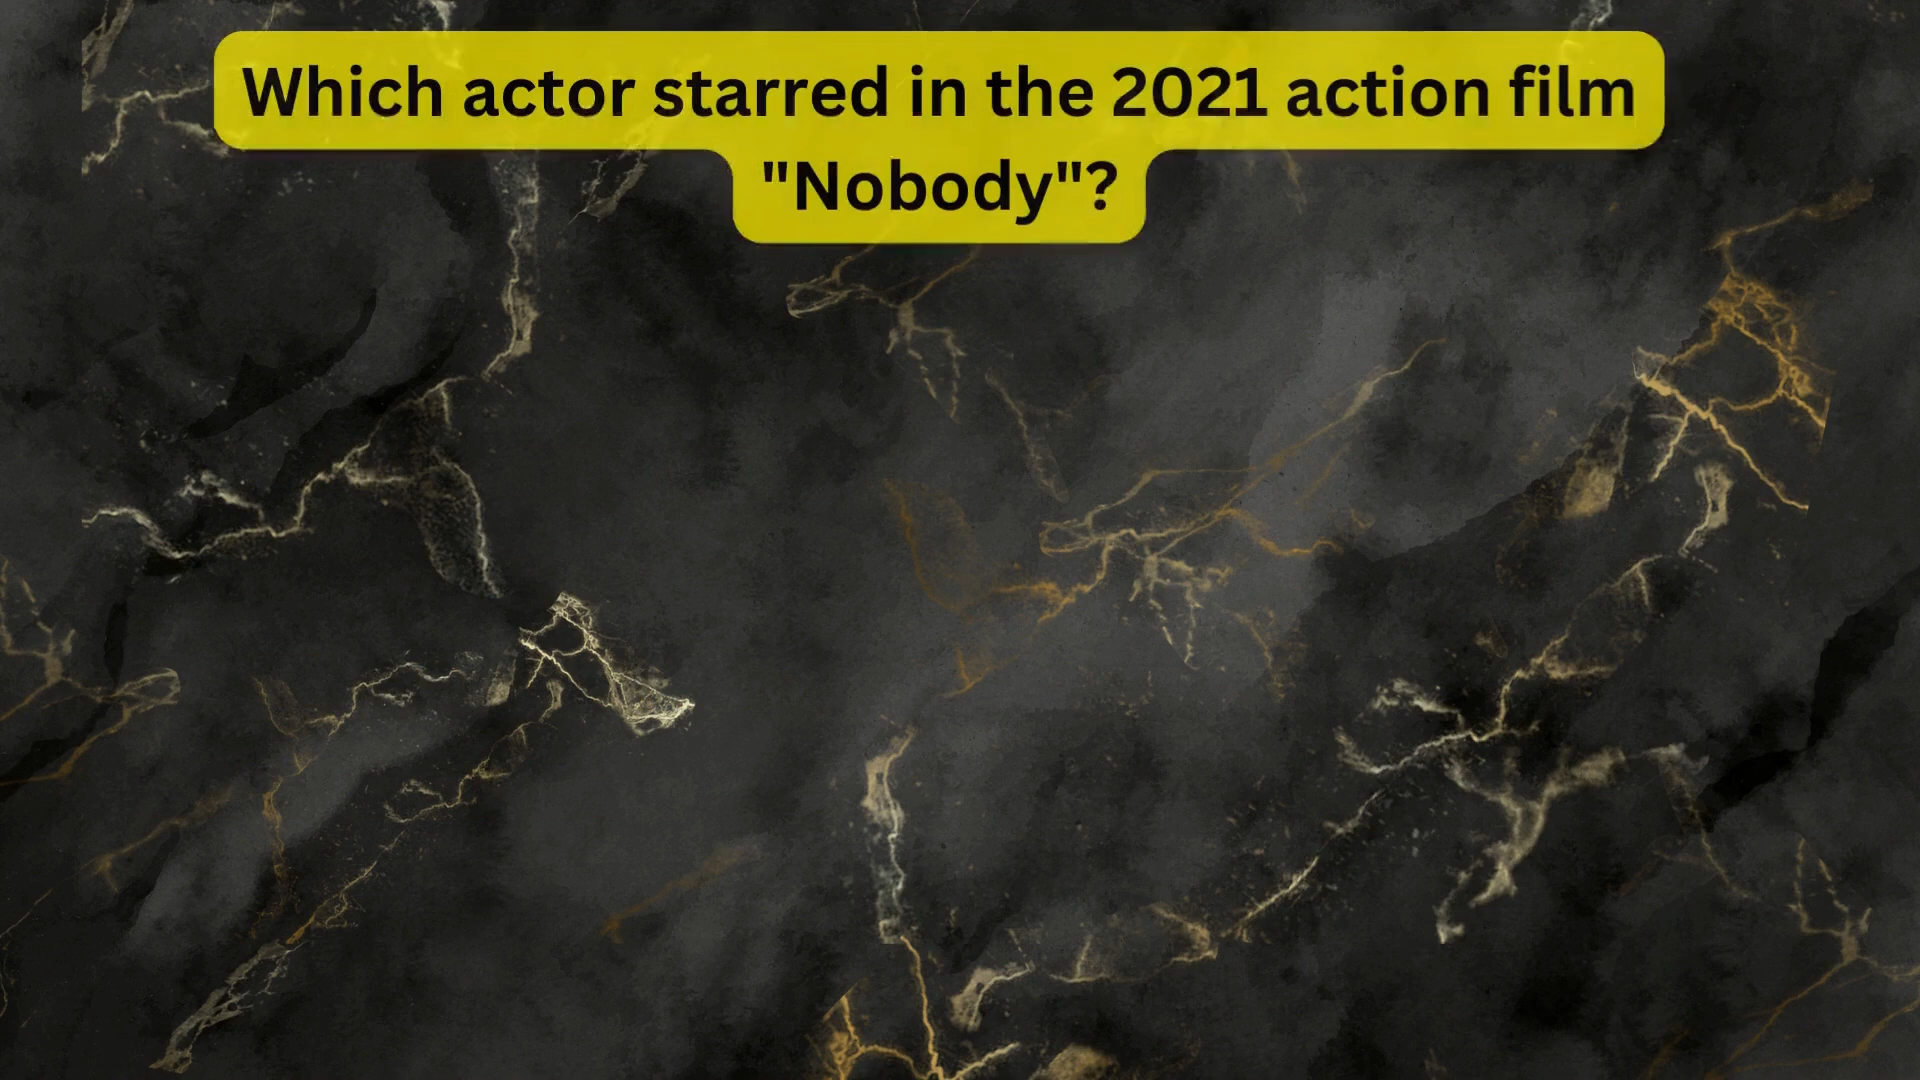 Which actor starred in the 2021 action film
"Nobody"?